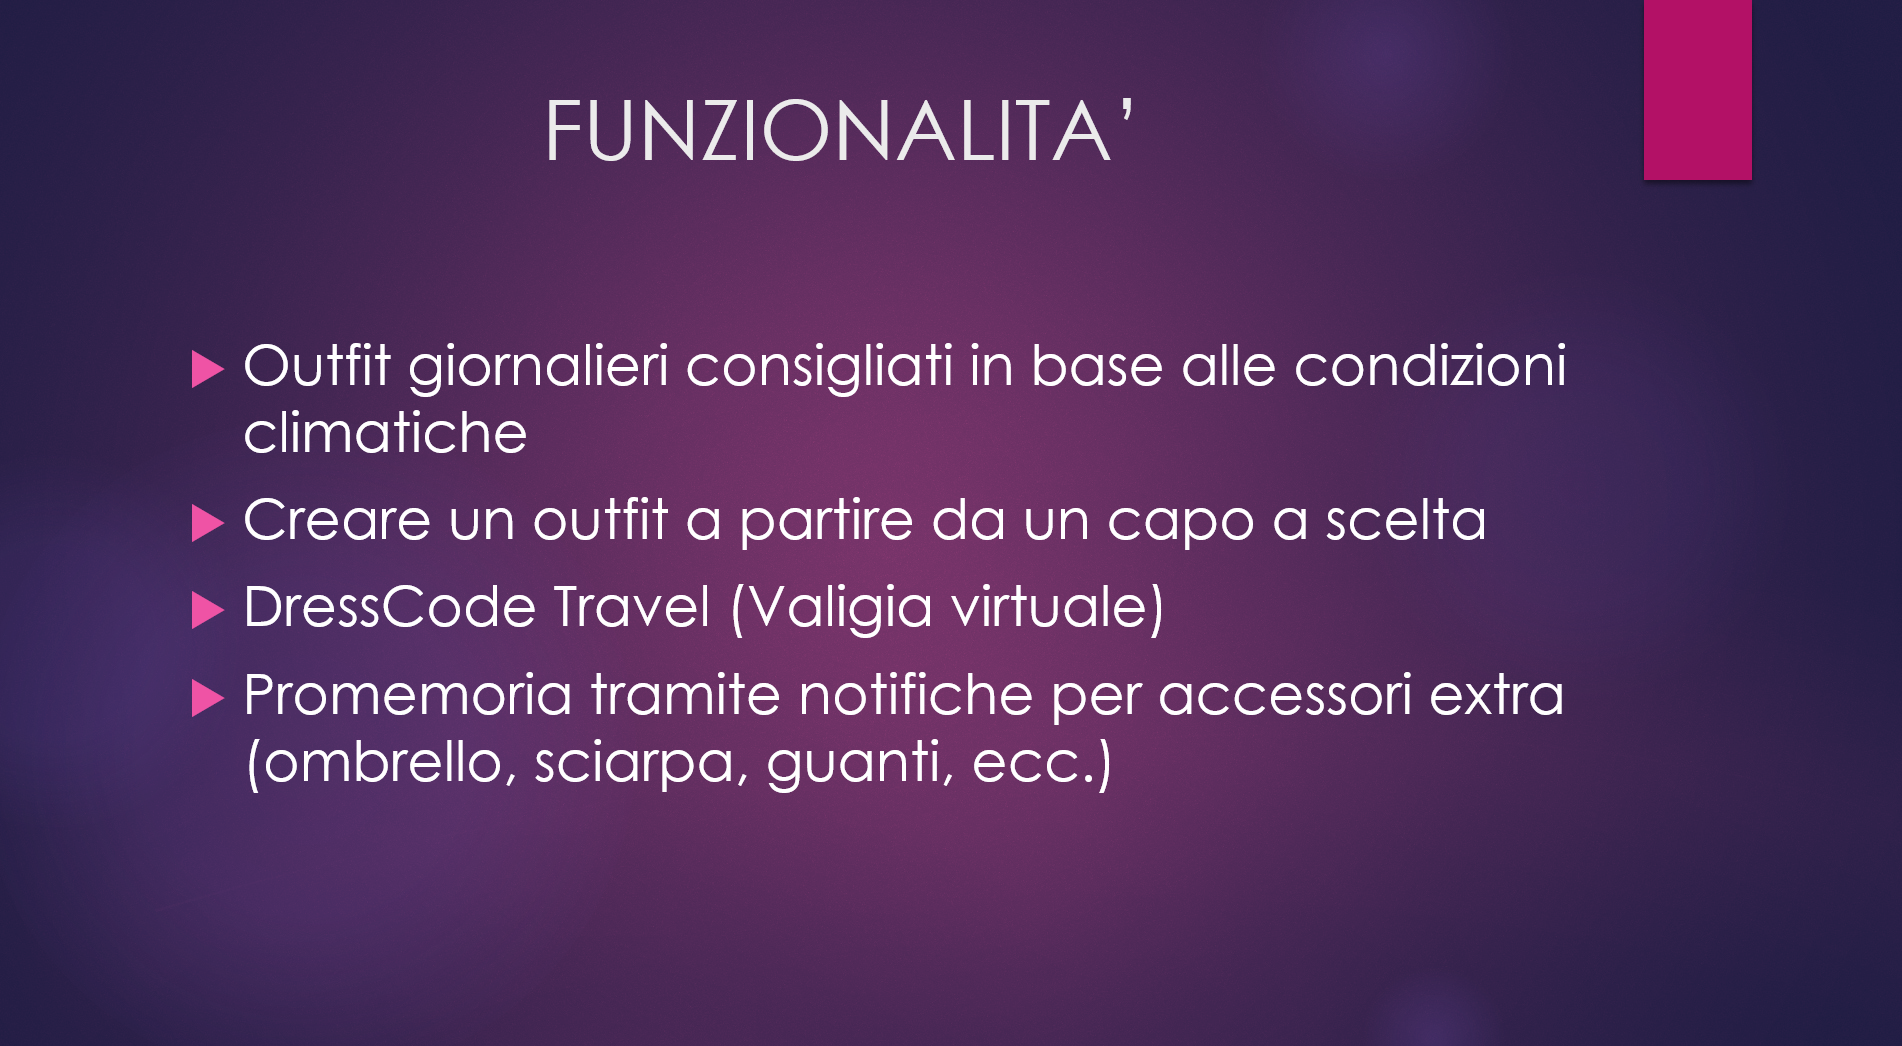 FUNZIONALITA’
Outfit giornalieri consigliati in base alle condizioni
climatiche
Creare un outfit a partire da un capo a scelta
DressCode Travel (Valigia virtuale)
Promemoria tramite notifiche per accessori extra
(ombrello, sciarpa, guanti, ecc.)